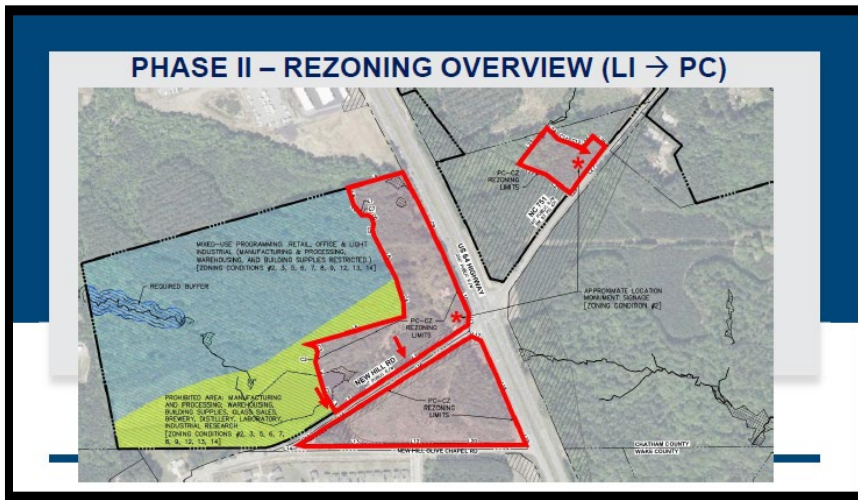 PHASE II – REZONING OVERVIEW (LI → PC)
PC-CZ
REZONING
LIMITS
NC 751
MIXED-USE PROGRAMMING: RETAIL, OFFICE & LIGHT
INDUSTRIAL (MANUFACTURING & PROCESSING,
WAREHOUSING, AND BUILDING SUPPLIES RESTRICTED)
[ZONING CONDITIONS #2, 3, 5, 6, 7, 8, 9, 12, 13, 14]
US 64 HIGHWAY
REQUIRED BUFFER
APPROXIMATE LOCATION
MONUMENT SIGNAGE
[ZONING CONDITION #2]
PC-CZ
REZONING
LIMITS
NEW HILL RD
PROHIBITED AREA: MANUFACTURING
AND PROCESSING; WAREHOUSING,
BUILDING SUPPLIES, GLASS SALES,
BREWERY, DISTILLERY, LABORATORY,
INDUSTRIAL RESEARCH
[ZONING CONDITIONS #2, 3, 5, 6, 7,
8, 9, 12, 13, 14]
PC-CZ
REZONING
LIMITS
NEW HILL OLIVE CHAPEL RD
CHATHAM COUNTY
WAKE COUNTY